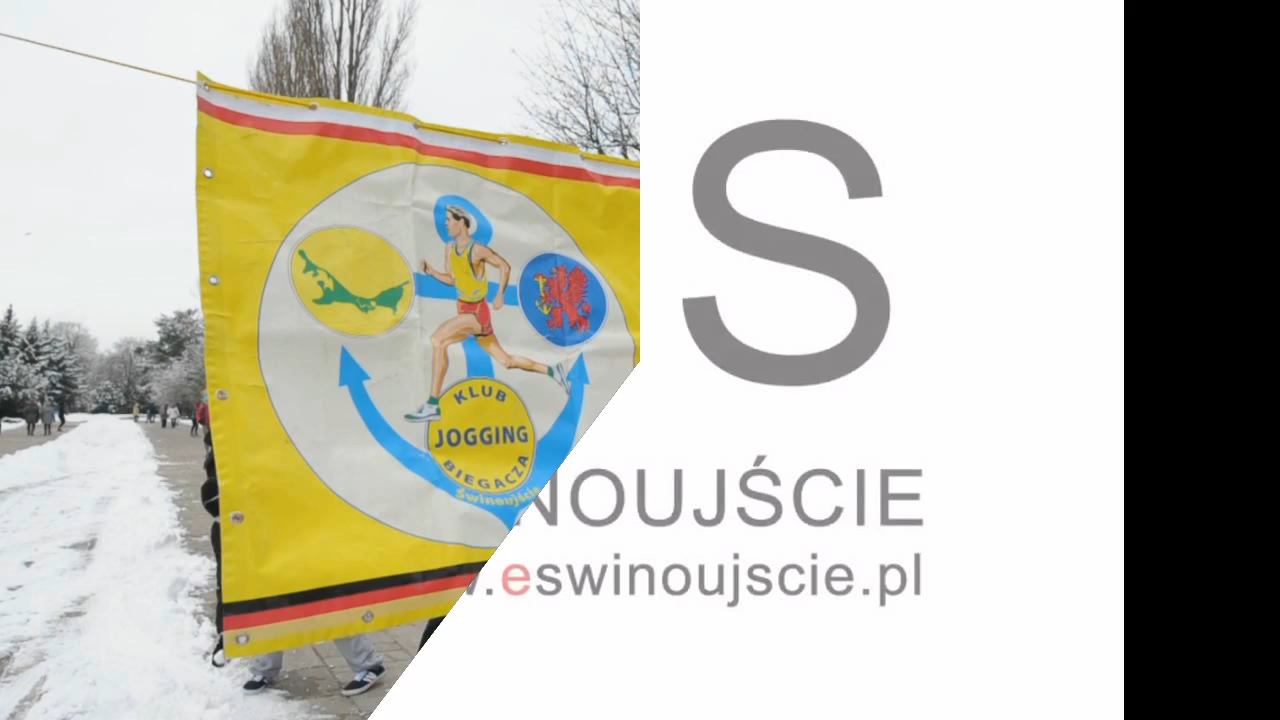 KLUB
JOGGING
BIEGACZA
Świnoujście
S
NOUJŚCIE
.eswinoujscie.pl